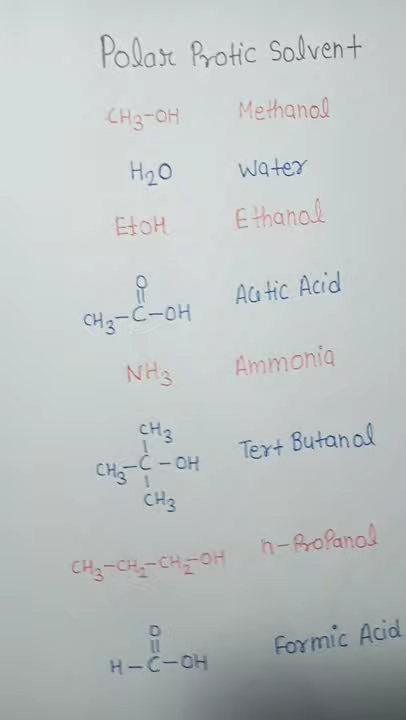 Polar Protic Solvent
CH3-OH Methanol
H2O Water
EtOH Ethanol
O
||
CH3-C-OH Acitic Acid
NH3 Ammonia
CH3
|
CH3-C-OH Tert Butanol
|
CH3
CH3-CH2-CH2-OH n-Propanol
O
||
H-C-OH Formic Acid